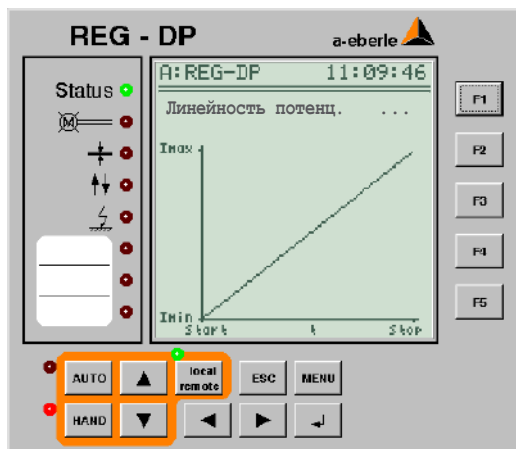 REG - DP
a-eberle
Status
M
A:REG-DP 11:09:46
Линейность потенц. ...
Imax
Imin
Start t Stop
F1
F2
F3
F4
F5
AUTO
local remote
ESC
MENU
HAND